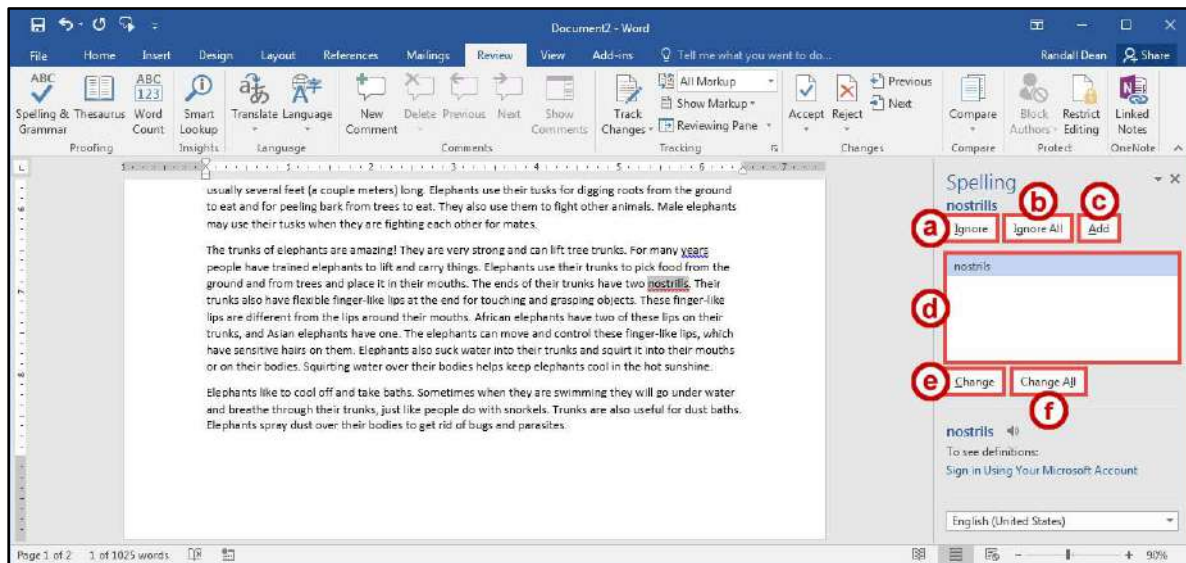 Document2 - Word
File Home Insert Design Layout References Mailings Review View Add-ins Tell me what you want to do... Randall Dean Share
ABC Spelling & Grammar
Thesaurus
ABC 123 Word Count
Smart Lookup
Translate
Language
New Comment
Delete
Previous
Next
Show Comments
Track Changes
All Markup
Show Markup
Reviewing Pane
Accept
Reject
Previous
Next
Compare
Block Authors
Restrict Editing
Linked Notes
Proofing Insights Language Comments Tracking Changes Compare Protect OneNote
1 1 2 3 4 5 6 7
usually several feet (a couple meters) long. Elephants use their tusks for digging roots from the ground
to eat and for peeling bark from trees to eat. They also use them to fight other animals. Male elephants
may use their tusks when they are fighting each other for mates.
The trunks of elephants are amazing! They are very strong and can lift tree trunks. For many years
people have trained elephants to lift and carry things. Elephants use their trunks to pick food from the
ground and from trees and place it in their mouths. The ends of their trunks have two nostrills. Their
trunks also have flexible finger-like lips at the end for touching and grasping objects. These finger-like
lips are different from the lips around their mouths. African elephants have two of these lips on their
trunks, and Asian elephants have one. The elephants can move and control these finger-like lips, which
have sensitive hairs on them. Elephants also suck water into their trunks and squirt it into their mouths
or on their bodies. Squirting water over their bodies helps keep elephants cool in the hot sunshine.
Elephants like to cool off and take baths. Sometimes when they are swimming they will go under water
and breathe through their trunks, just like people do with snorkels. Trunks are also useful for dust baths.
Elephants spray dust over their bodies to get rid of bugs and parasites.
Spelling
nostrills
a b c
Ignore Ignore All Add
nostrils
d
e
Change Change All
f
nostrils
To see definitions:
Sign in Using Your Microsoft Account
English (United States)
Page 1 of 2 1 of 1025 words 90%